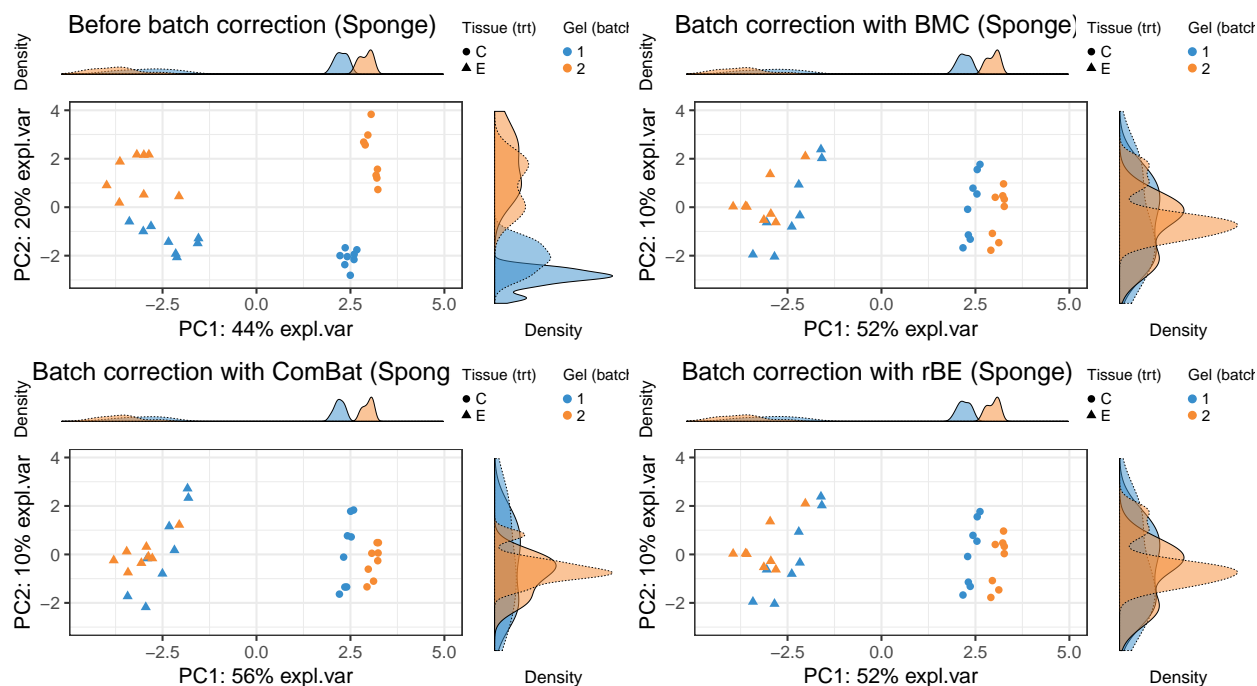 Before batch correction (Sponge)
Tissue (trt)
C
E
Gel (batch
1
2
Density
PC2: 20% expl.var
4
2
0
−2
−2.5
0.0
2.5
5.0
PC1: 44% expl.var
Density
Batch correction with BMC (Sponge)
Tissue (trt)
C
E
Gel (batch
1
2
Density
PC2: 10% expl.var
4
2
0
−2
−2.5
0.0
2.5
5.0
PC1: 52% expl.var
Density
Batch correction with ComBat (Spong
Tissue (trt)
C
E
Gel (batch
1
2
Density
PC2: 10% expl.var
4
2
0
−2
−2.5
0.0
2.5
5.0
PC1: 56% expl.var
Density
Batch correction with rBE (Sponge)
Tissue (trt)
C
E
Gel (batch
1
2
Density
PC2: 10% expl.var
4
2
0
−2
−2.5
0.0
2.5
5.0
PC1: 52% expl.var
Density